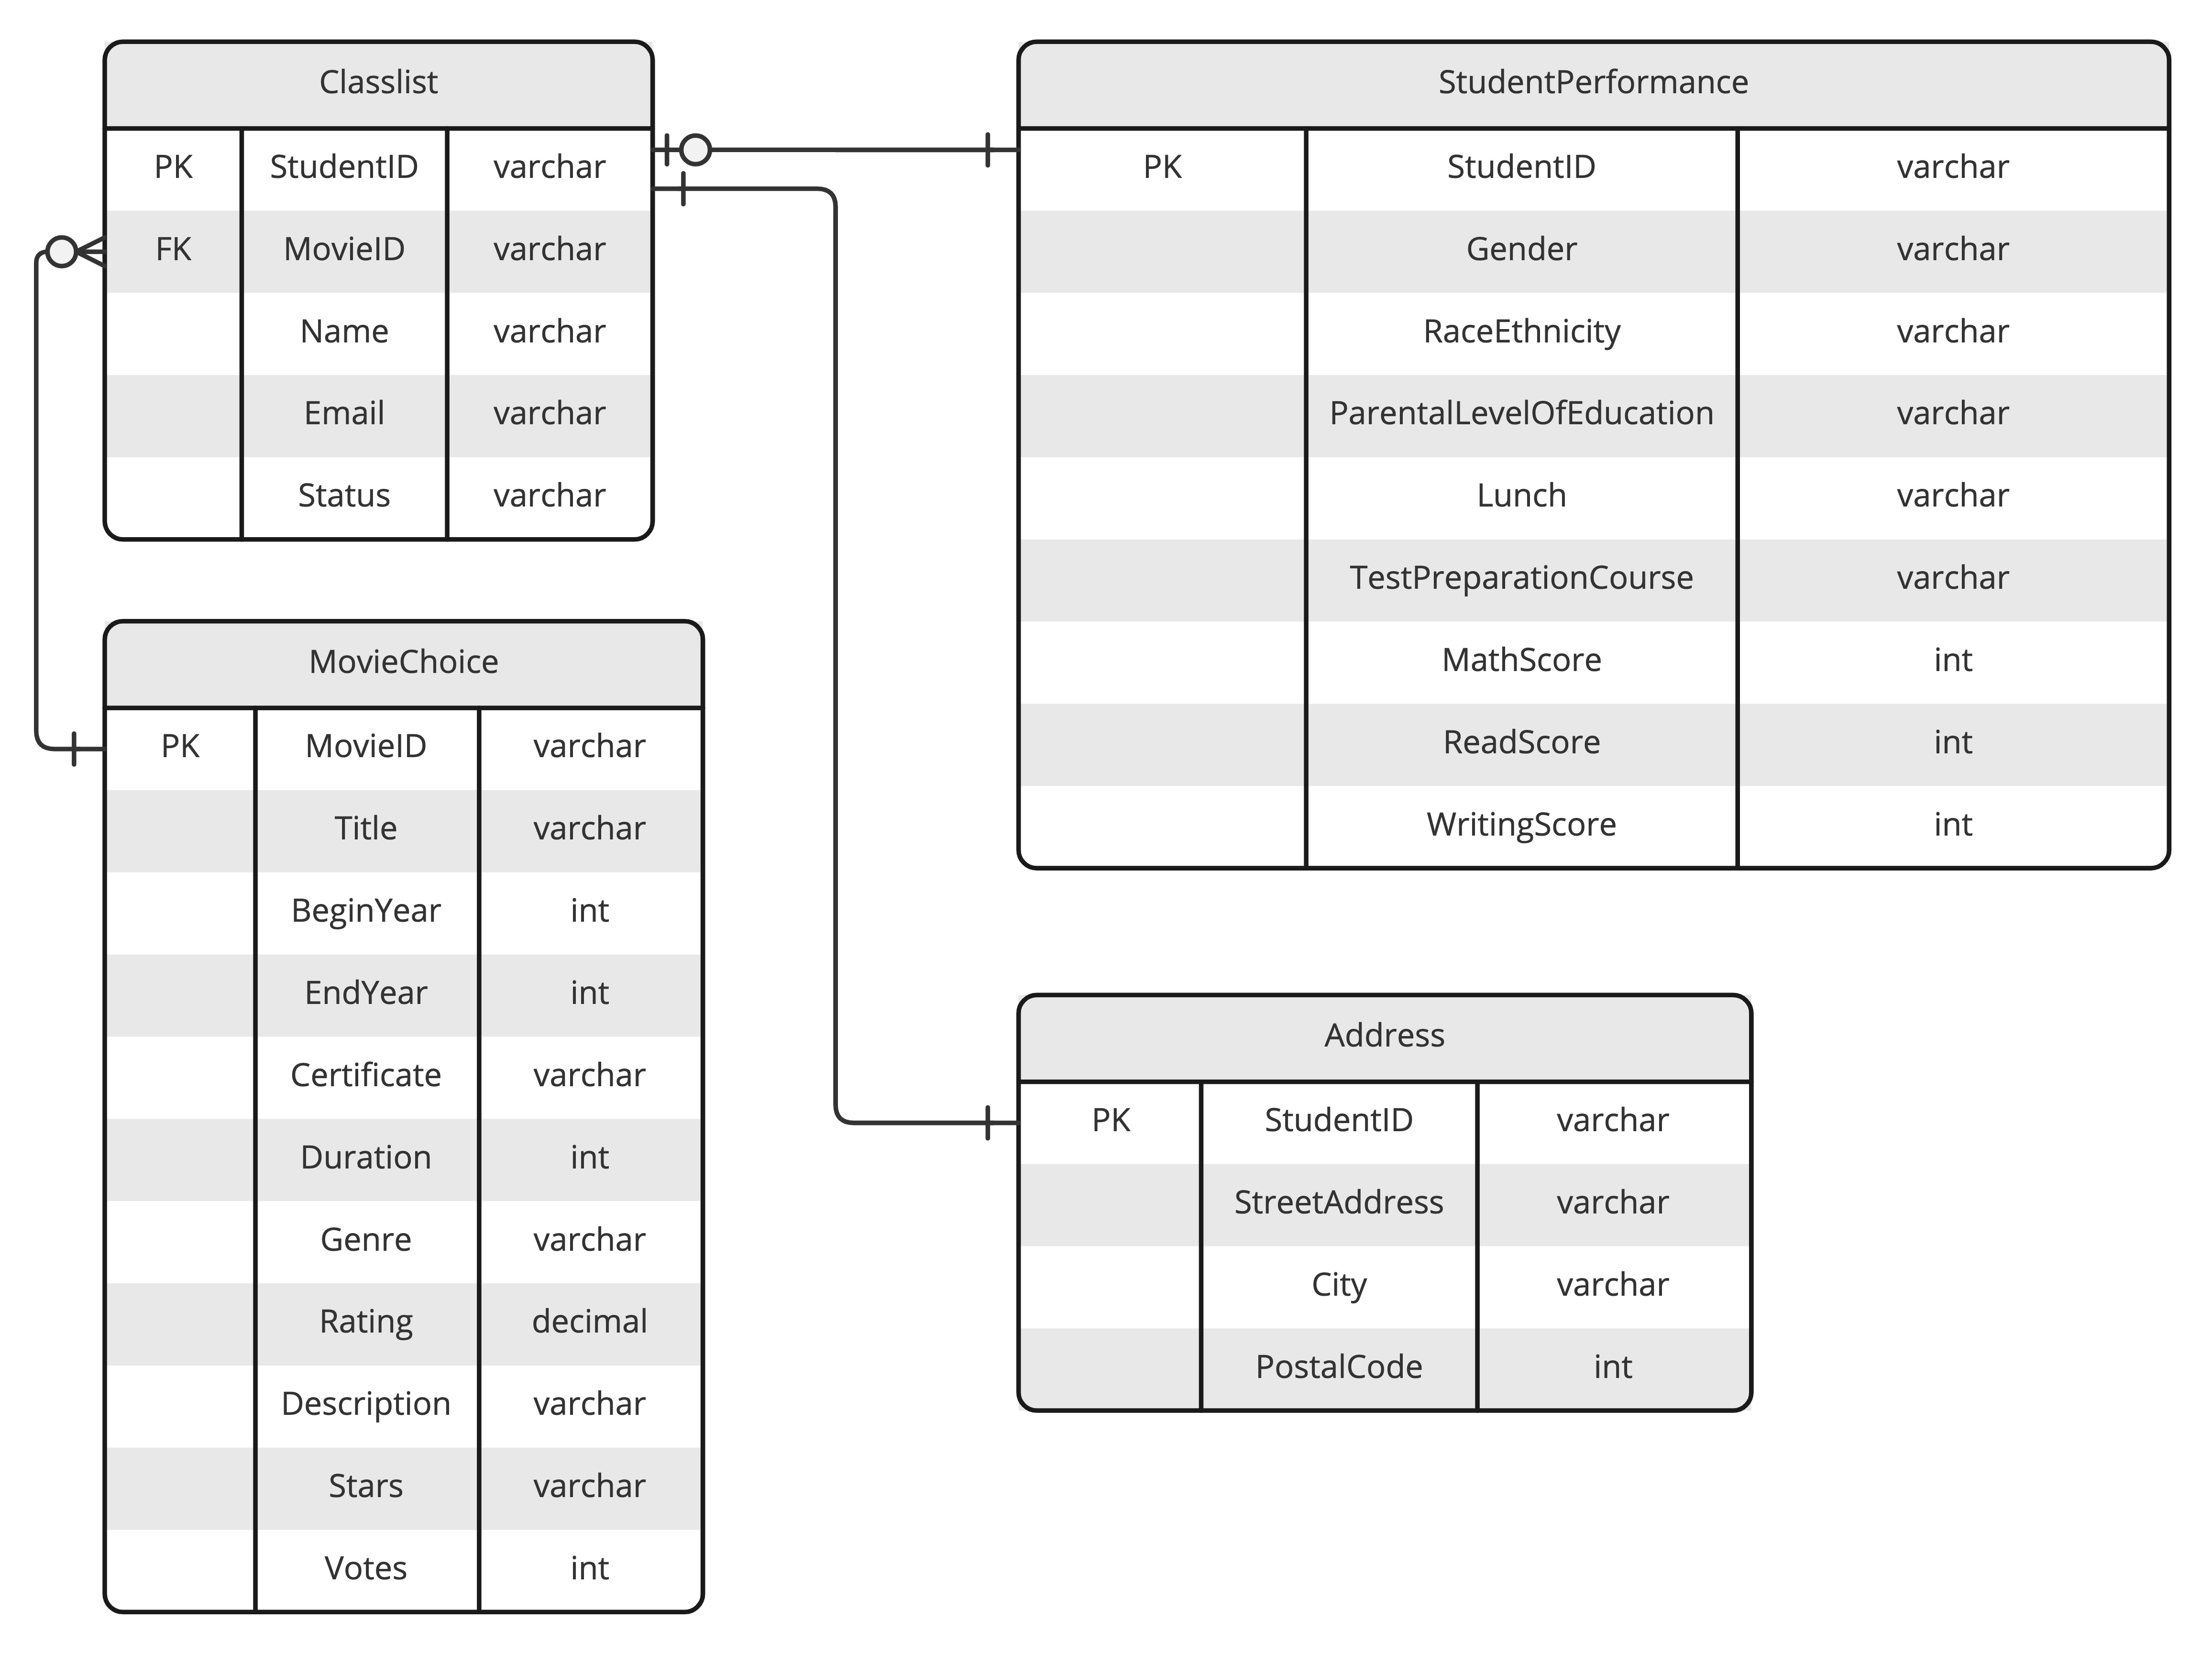 Classlist
PK StudentID varchar
FK MovieID varchar
Name varchar
Email varchar
Status varchar
StudentPerformance
PK StudentID varchar
Gender varchar
RaceEthnicity varchar
ParentalLevelOfEducation varchar
Lunch varchar
TestPreparationCourse varchar
MathScore int
ReadScore int
WritingScore int
MovieChoice
PK MovieID varchar
Title varchar
BeginYear int
EndYear int
Certificate varchar
Duration int
Genre varchar
Rating decimal
Description varchar
Stars varchar
Votes int
Address
PK StudentID varchar
StreetAddress varchar
City varchar
PostalCode int